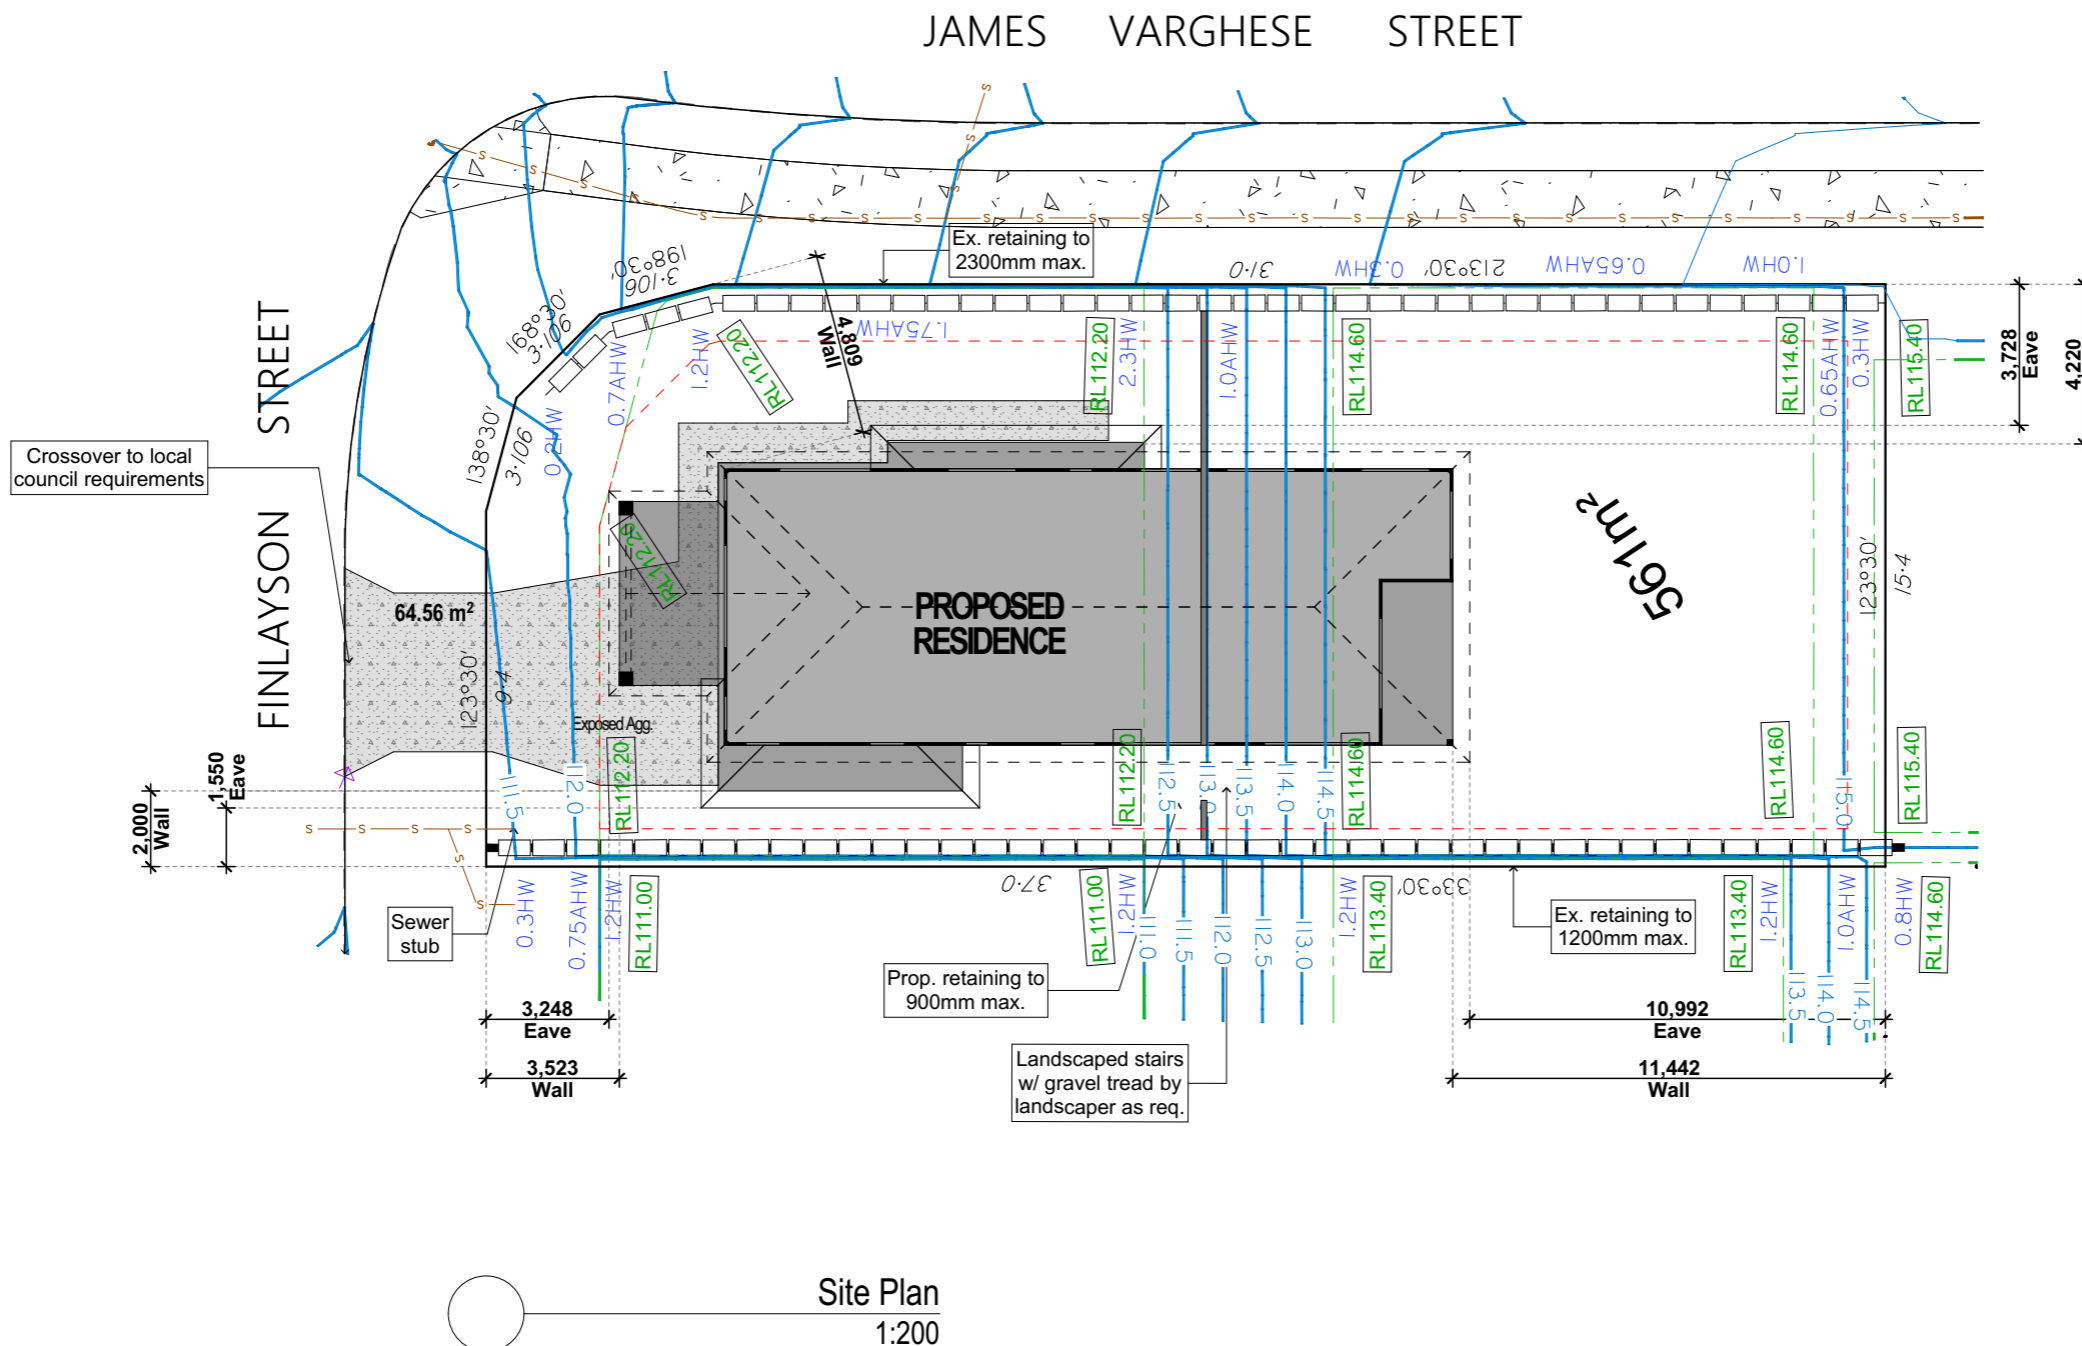 JAMES VARGHESE STREET
FINLAYSON STREET
Ex. retaining to
2300mm max.
198°30'
3·106
168°30'
3·106
138°30'
3·106
31·0
0.3HW
213°30'
0.65AHW
1.0HW
4,809
Wall
1.75AHW
0.7AHW
1.2HW
0.2HW
RL112.20
RL112.20
2.3HW
1.0AHW
RL114.60
RL114.60
0.65AHW
0.3HW
RL115.40
3,728
Eave
4,220
Crossover to local
council requirements
RL112.20
64.56 m²
PROPOSED
RESIDENCE
561m²
123°30'
15·4
123°30'
9·4
Exposed Agg.
RL112.20
RL112.20
RL114.60
RL114.60
RL115.40
111.5
112.0
112.5
113.0
113.5
114.0
114.5
115.0
1,550
Eave
2,000
Wall
s s s s s s s s s s s s s s s s s s s s s
s s s s s s
Sewer
stub
0.3HW
0.75AHW
1.2HW
RL111.00
37·0
RL111.00
1.2HW
111.0
111.5
112.0
112.5
113.0
1.2HW
RL113.40
33°30'
Ex. retaining to
1200mm max.
RL113.40
1.2HW
1.0AHW
0.8HW
RL114.60
113.5
114.0
114.5
Prop. retaining to
900mm max.
Landscaped stairs
w/ gravel tread by
landscaper as req.
3,248
Eave
3,523
Wall
10,992
Eave
11,442
Wall
Site Plan
1:200